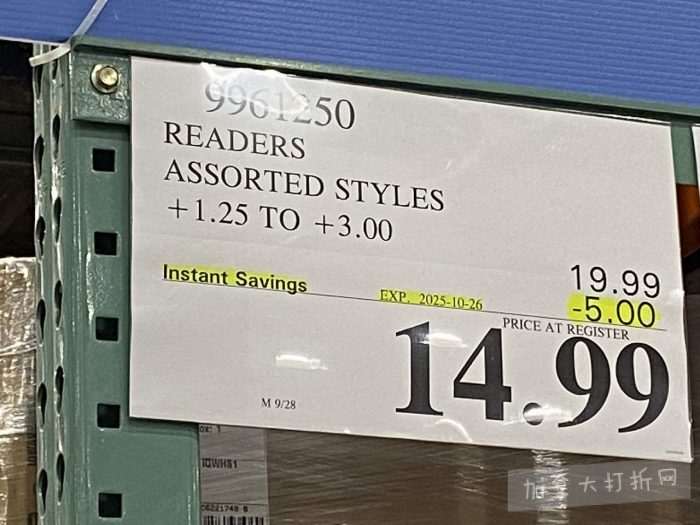 9961250
READERS
ASSORTED STYLES
+1.25 TO +3.00
19.99
Instant Savings EXP. 2025-10-26 -5.00
PRICE AT REGISTER
14.99
M 9/28
IQWHS1
加拿大打折网